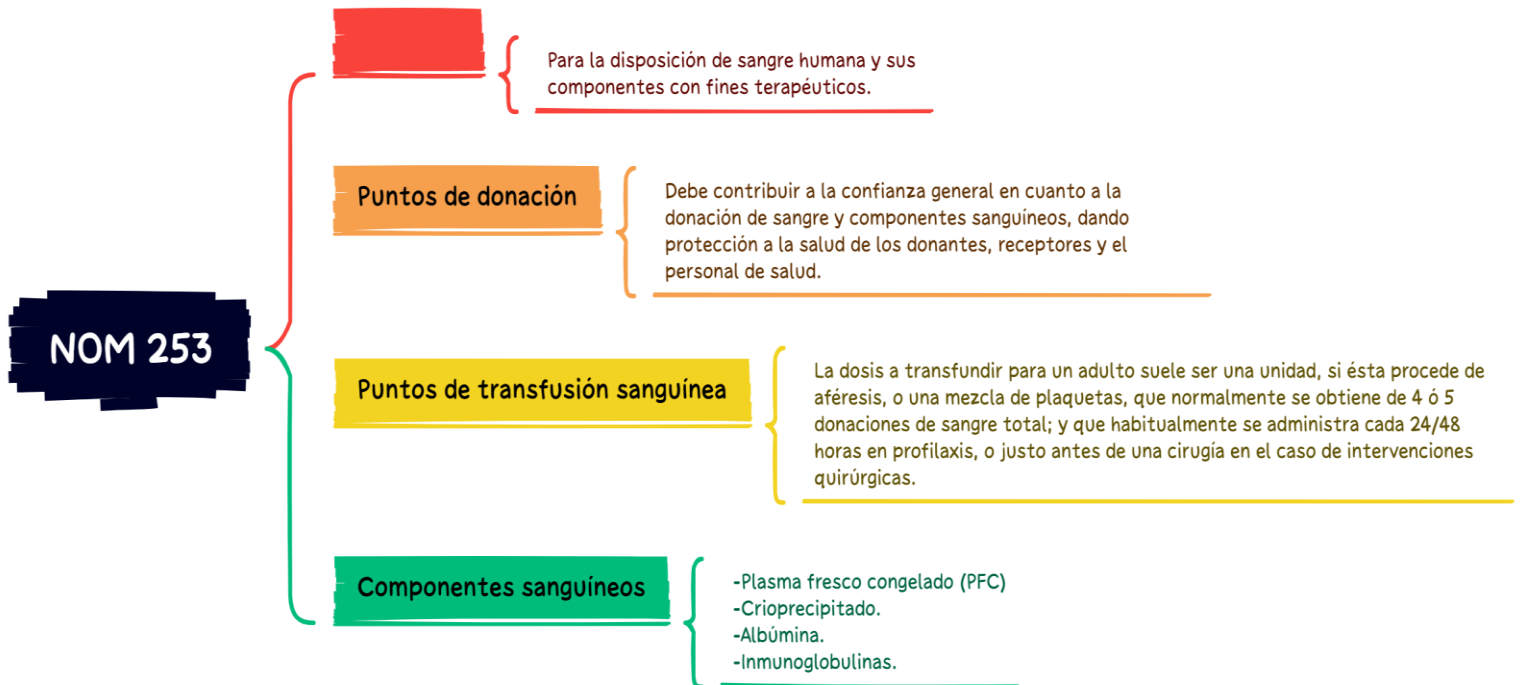 Para la disposición de sangre humana y sus
componentes con fines terapéuticos.
Puntos de donación
Debe contribuir a la confianza general en cuanto a la
donación de sangre y componentes sanguíneos, dando
protección a la salud de los donantes, receptores y el
personal de salud.
NOM 253
Puntos de transfusión sanguínea
La dosis a transfundir para un adulto suele ser una unidad, si ésta procede de
aféresis, o una mezcla de plaquetas, que normalmente se obtiene de 4 ó 5
donaciones de sangre total; y que habitualmente se administra cada 24/48
horas en profilaxis, o justo antes de una cirugía en el caso de intervenciones
quirúrgicas.
Componentes sanguíneos
-Plasma fresco congelado (PFC)
-Crioprecipitado.
-Albúmina.
-Inmunoglobulinas.